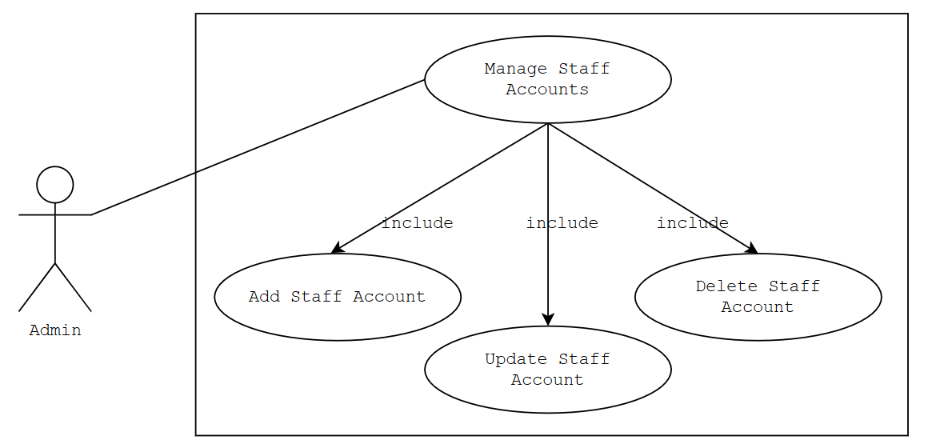 Manage Staff
Accounts
include
include
include
Add Staff Account
Delete Staff
Account
Admin
Update Staff
Account